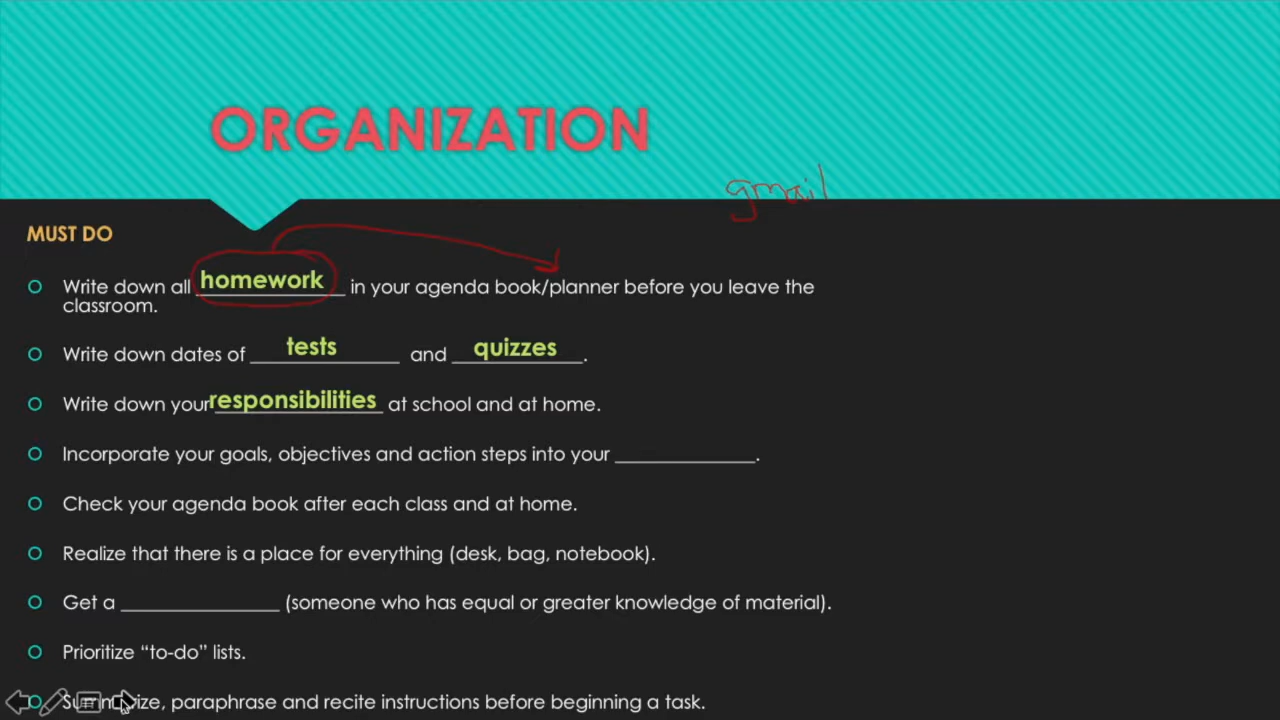 ORGANIZATION
gmail
MUST DO
Write down all homework in your agenda book/planner before you leave the
classroom.
Write down dates of tests and quizzes.
Write down your responsibilities at school and at home.
Incorporate your goals, objectives and action steps into your ______________.
Check your agenda book after each class and at home.
Realize that there is a place for everything (desk, bag, notebook).
Get a ________________ (someone who has equal or greater knowledge of material).
Prioritize “to-do” lists.
Summarize, paraphrase and recite instructions before beginning a task.